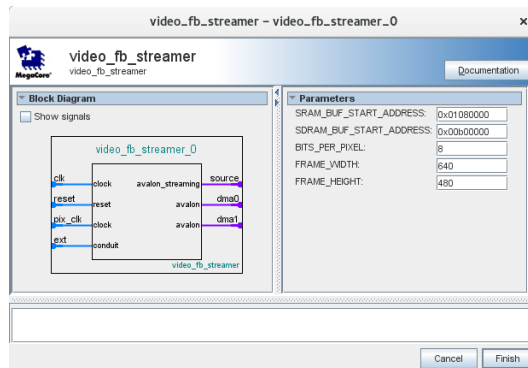 video_fb_streamer – video_fb_streamer_0
×
MegaCore'
video_fb_streamer
video_fb_streamer
Documentation
Block Diagram
Show signals
video_fb_streamer_0
clk
clock
avalon_streaming
source
reset
reset
avalon
dma0
pix_clk
clock
avalon
dma1
ext
conduit
video_fb_streamer
Parameters
SRAM_BUF_START_ADDRESS: 0x01080000
SDRAM_BUF_START_ADDRESS: 0x00b00000
BITS_PER_PIXEL: 8
FRAME_WIDTH: 640
FRAME_HEIGHT: 480
Cancel
Finish